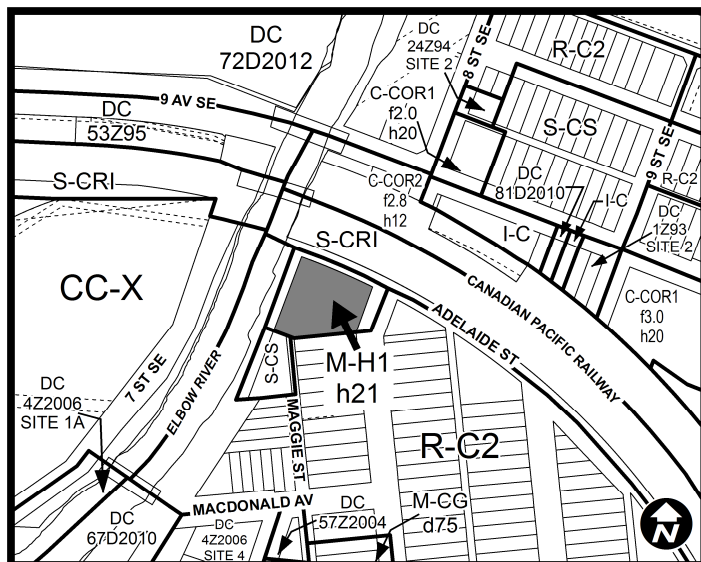 DC
72D2012
DC
24Z94
SITE 2
8 ST SE
R-C2
9 AV SE
C-COR1
f2.0
h20
DC
53Z95
S-CS
9 ST SE
S-CRI
C-COR2
f2.8
h12
DC
81D2010
I-C
R-C2
DC
1Z93
SITE 2
S-CRI
I-C
CC-X
CANADIAN PACIFIC RAILWAY
C-COR1
f3.0
h20
ADELAIDE ST
7 ST SE
ELBOW RIVER
S-CS
M-H1
h21
DC
4Z2006
SITE 1A
MAGGIE ST
R-C2
MACDONALD AV
DC
67D2010
DC
4Z2006
SITE 4
DC
57Z2004
M-CG
d75
N